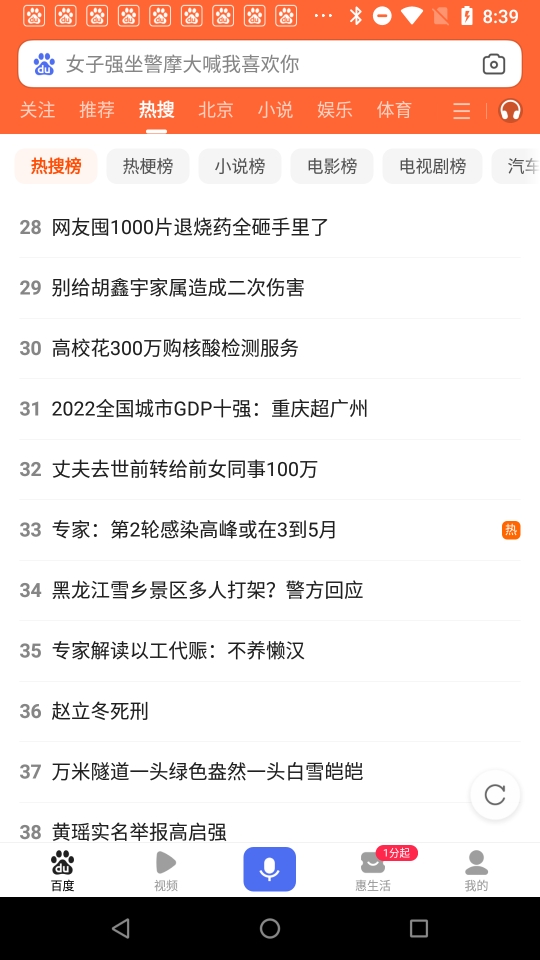 8:39
du 女子强坐警摩大喊我喜欢你
关注 推荐 热搜 北京 小说 娱乐 体育
热搜榜 热梗榜 小说榜 电影榜 电视剧榜 汽车
28 网友囤1000片退烧药全砸手里了
29 别给胡鑫宇家属造成二次伤害
30 高校花300万购核酸检测服务
31 2022全国城市GDP十强：重庆超广州
32 丈夫去世前转给前女同事100万
33 专家：第2轮感染高峰或在3到5月 热
34 黑龙江雪乡景区多人打架？警方回应
35 专家解读以工代赈：不养懒汉
36 赵立冬死刑
37 万米隧道一头绿色盎然一头白雪皑皑
38 黄瑶实名举报高启强
1分起
百度 视频 惠生活 我的